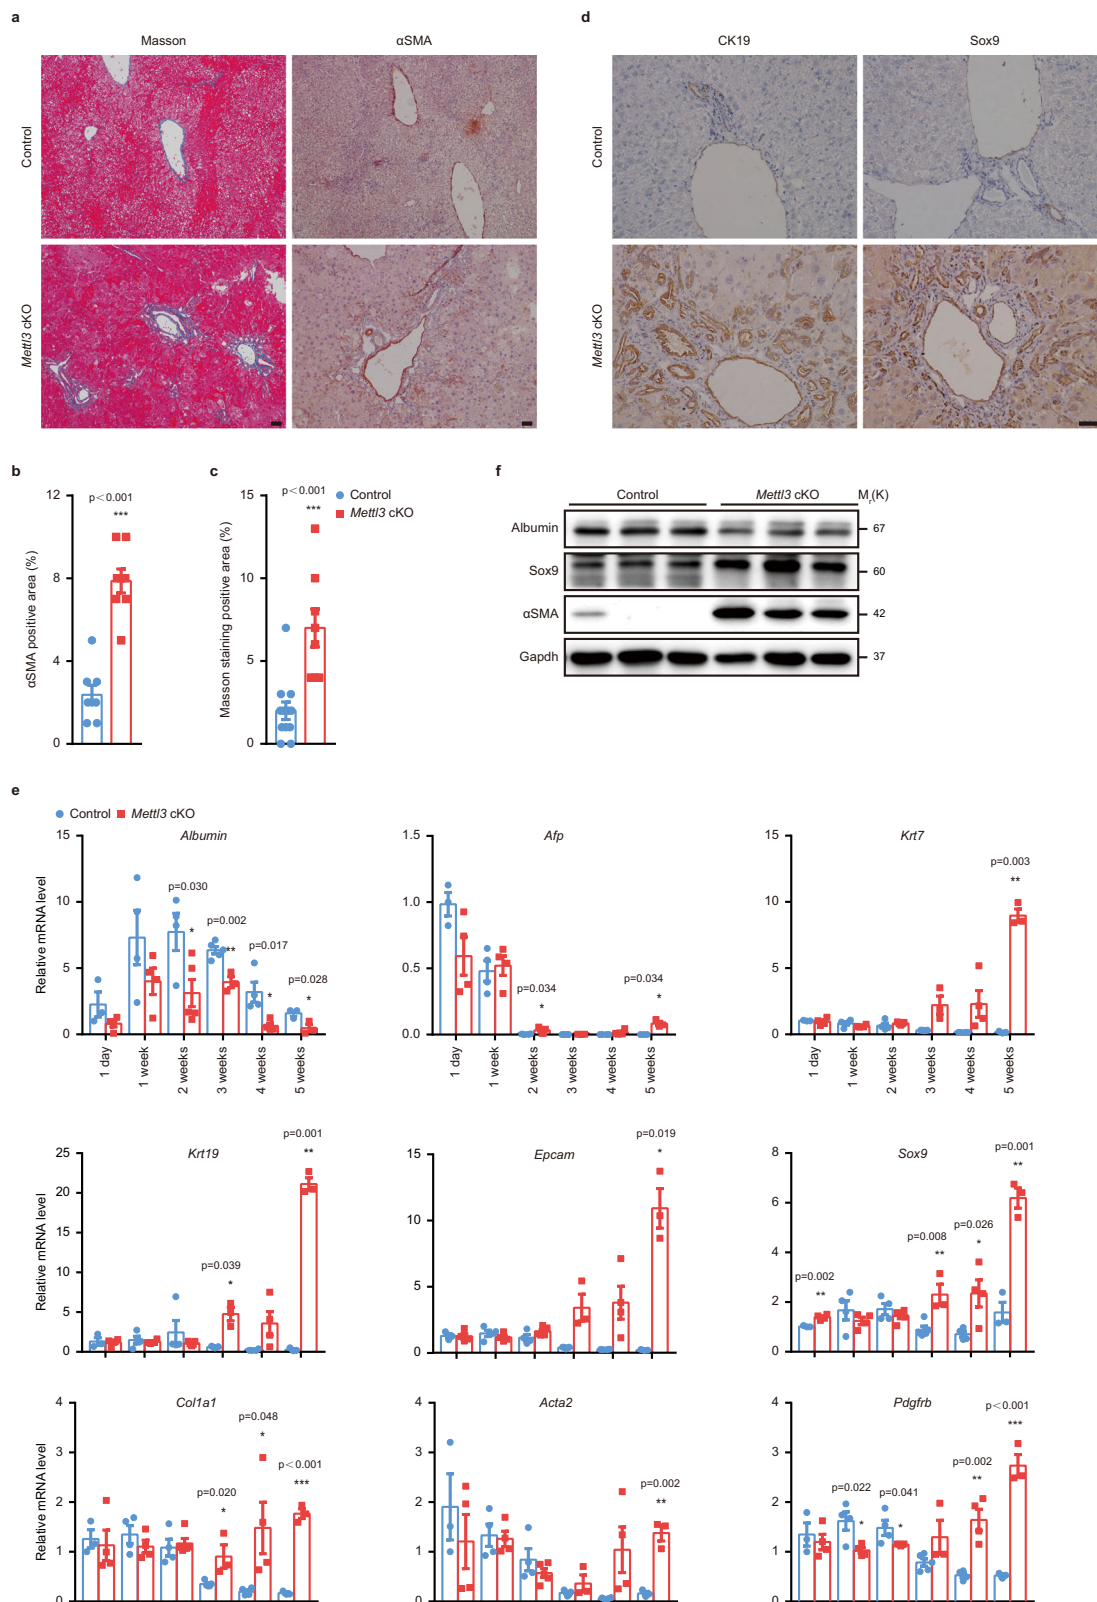 a
Masson
αSMA
Control
Mettl3 cKO
d
CK19
Sox9
Control
Mettl3 cKO
b
αSMA positive area (%)
12
8
4
0
p<0.001
***
c
Masson staining positive area (%)
15
10
5
0
p<0.001
***
Control
Mettl3 cKO
f
Control
Mettl3 cKO
Mr(K)
Albumin
67
Sox9
60
αSMA
42
Gapdh
37
e
Control
Mettl3 cKO
Albumin
Relative mRNA level
15
10
5
0
p=0.030
*
p=0.002
**
p=0.017
*
p=0.028
*
1 day
1 week
2 weeks
3 weeks
4 weeks
5 weeks
Afp
1.5
1.0
0.5
0.0
p=0.034
*
p=0.034
*
1 day
1 week
2 weeks
3 weeks
4 weeks
5 weeks
Krt7
15
10
5
0
p=0.003
**
1 day
1 week
2 weeks
3 weeks
4 weeks
5 weeks
Krt19
Relative mRNA level
25
20
15
10
5
0
p=0.039
*
p=0.001
**
Epcam
15
10
5
0
p=0.019
*
Sox9
8
6
4
2
0
p=0.002
**
p=0.008
**
p=0.026
*
p=0.001
**
Col1a1
Relative mRNA level
4
3
2
1
0
p=0.020
*
p=0.048
*
p<0.001
***
Acta2
4
3
2
1
0
p=0.002
**
Pdgfrb
4
3
2
1
0
p=0.022
*
p=0.041
*
p=0.002
**
p<0.001
***